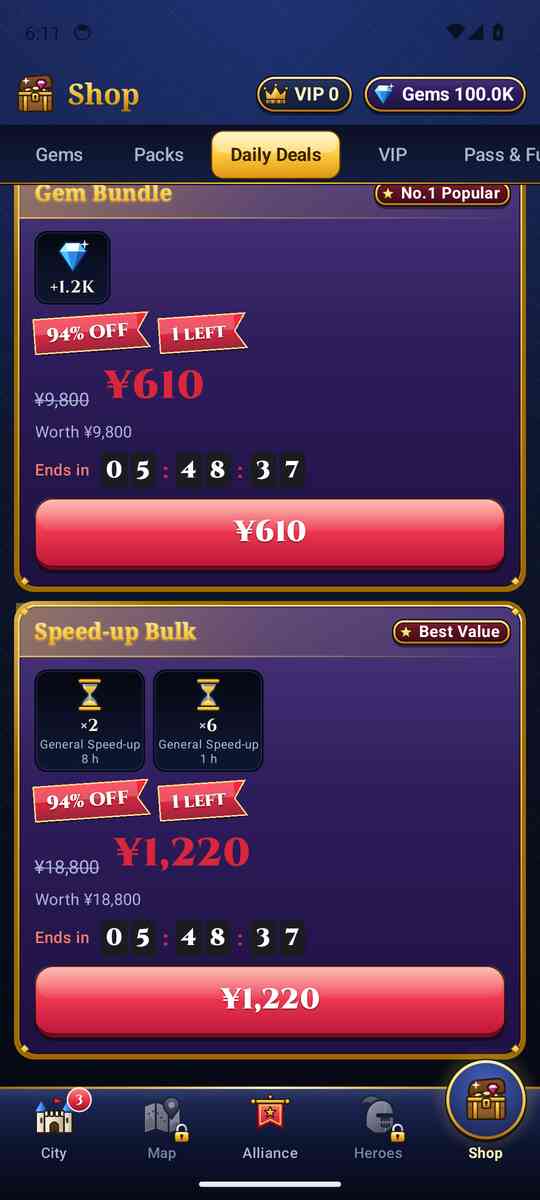 6:11
Shop
VIP 0
Gems 100.0K
Gems
Packs
Daily Deals
VIP
Pass & Fu
Gem Bundle
No.1 Popular
+1.2K
94% OFF
1 LEFT
¥9,800
¥610
Worth ¥9,800
Ends in 05:48:37
¥610
Speed-up Bulk
Best Value
×2
General Speed-up
8 h
×6
General Speed-up
1 h
94% OFF
1 LEFT
¥18,800
¥1,220
Worth ¥18,800
Ends in 05:48:37
¥1,220
3
City
Map
Alliance
Heroes
Shop